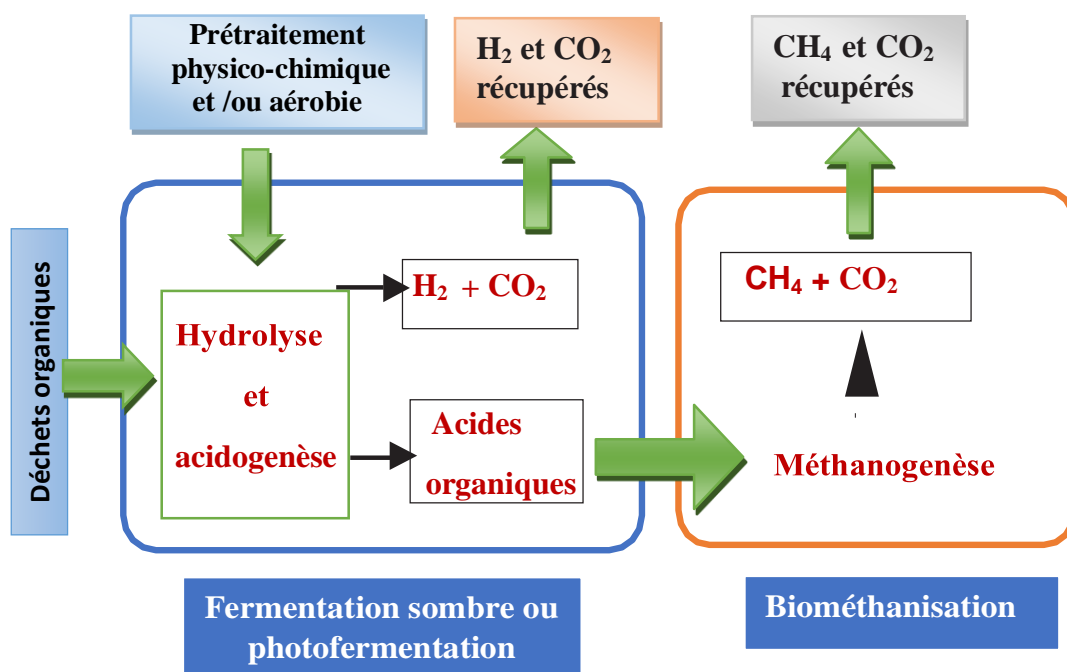 Prétraitement
physico-chimique
et /ou aérobie
H2 et CO2
récupérés
CH4 et CO2
récupérés
Déchets organiques
Hydrolyse
et
acidogenèse
H2 + CO2
Acides
organiques
CH4 + CO2
Méthanogenèse
Fermentation sombre ou
photofermentation
Biométhanisation